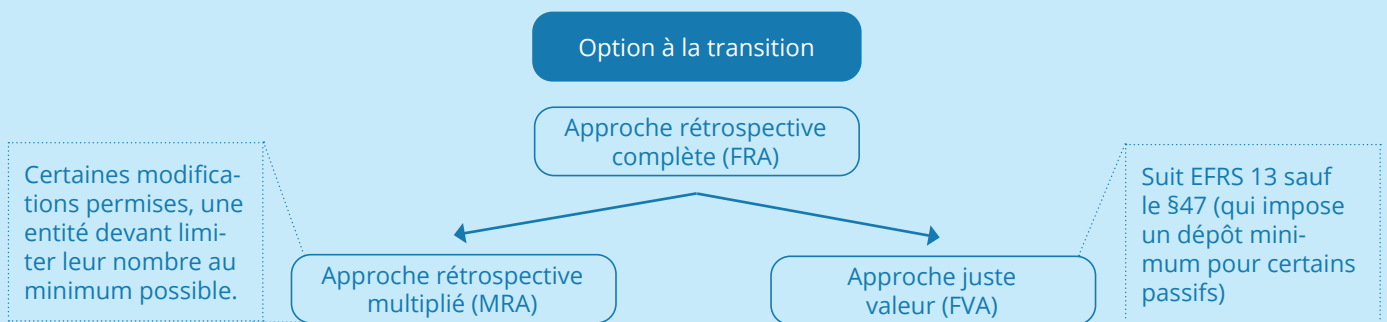 Option à la transition
Approche rétrospective
complète (FRA)
Certaines modifica-
tions permises, une
entité devant limi-
ter leur nombre au
minimum possible.
Approche rétrospective
multiplié (MRA)
Approche juste
valeur (FVA)
Suit EFRS 13 sauf
le §47 (qui impose
un dépôt mini-
mum pour certains
passifs)